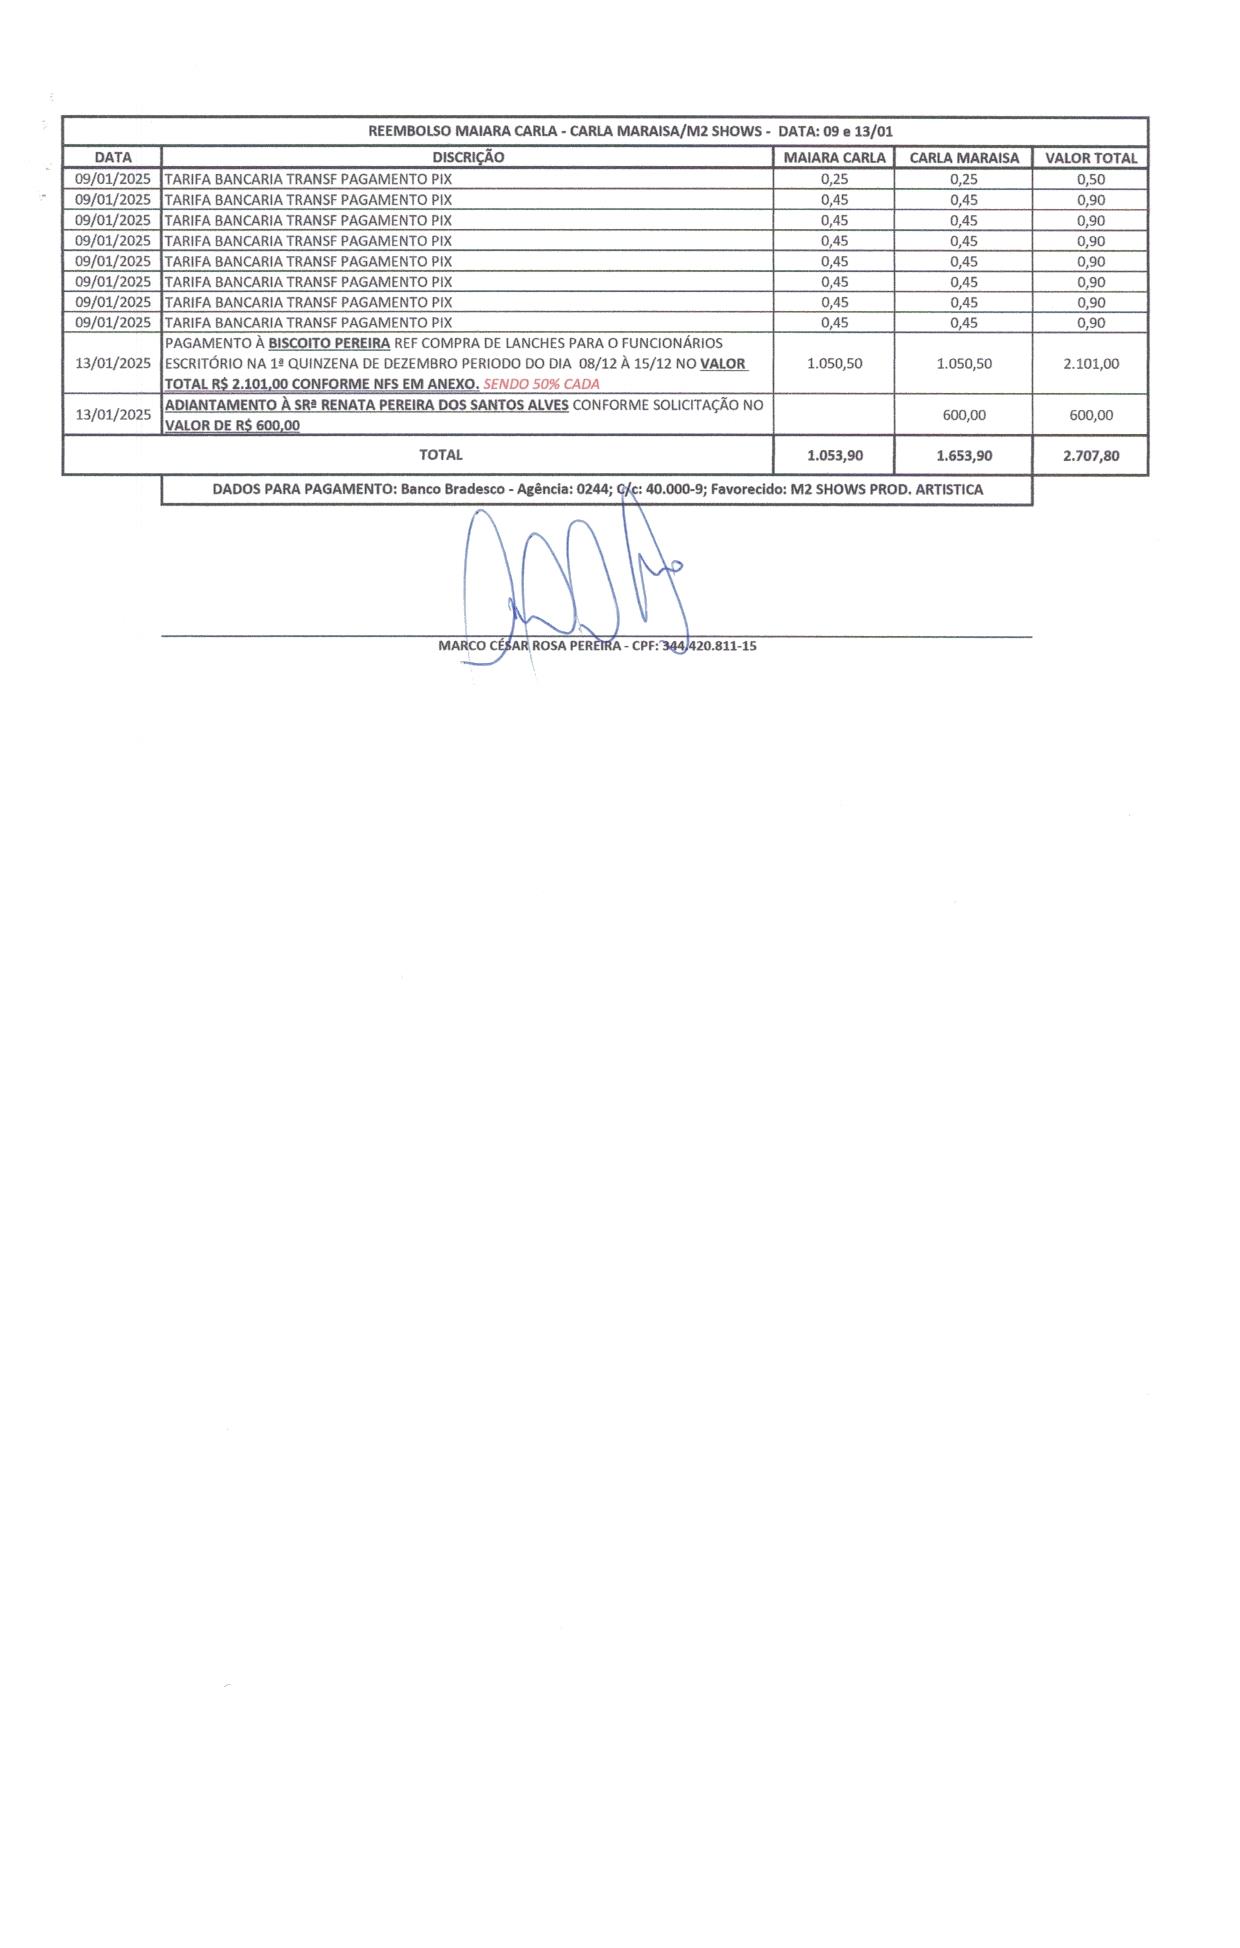 REEMBOLSO MAIARA CARLA - CARLA MARAISA/M2 SHOWS - DATA: 09 e 13/01
DATA DISCRIÇÃO MAIARA CARLA CARLA MARAISA VALOR TOTAL
09/01/2025 TARIFA BANCARIA TRANSF PAGAMENTO PIX 0,25 0,25 0,50
09/01/2025 TARIFA BANCARIA TRANSF PAGAMENTO PIX 0,45 0,45 0,90
09/01/2025 TARIFA BANCARIA TRANSF PAGAMENTO PIX 0,45 0,45 0,90
09/01/2025 TARIFA BANCARIA TRANSF PAGAMENTO PIX 0,45 0,45 0,90
09/01/2025 TARIFA BANCARIA TRANSF PAGAMENTO PIX 0,45 0,45 0,90
09/01/2025 TARIFA BANCARIA TRANSF PAGAMENTO PIX 0,45 0,45 0,90
09/01/2025 TARIFA BANCARIA TRANSF PAGAMENTO PIX 0,45 0,45 0,90
09/01/2025 TARIFA BANCARIA TRANSF PAGAMENTO PIX 0,45 0,45 0,90
PAGAMENTO À BISCOITO PEREIRA REF COMPRA DE LANCHES PARA O FUNCIONÁRIOS
13/01/2025 ESCRITÓRIO NA 1ª QUINZENA DE DEZEMBRO PERIODO DO DIA 08/12 À 15/12 NO VALOR 1.050,50 1.050,50 2.101,00
TOTAL R$ 2.101,00 CONFORME NFS EM ANEXO. SENDO 50% CADA
ADIANTAMENTO À SRª RENATA PEREIRA DOS SANTOS ALVES CONFORME SOLICITAÇÃO NO
13/01/2025 VALOR DE R$ 600,00 600,00 600,00
TOTAL 1.053,90 1.653,90 2.707,80
DADOS PARA PAGAMENTO: Banco Bradesco - Agência: 0244; C/c: 40.000-9; Favorecido: M2 SHOWS PROD. ARTISTICA
MARCO CÉSAR ROSA PEREIRA - CPF: 344.420.811-15